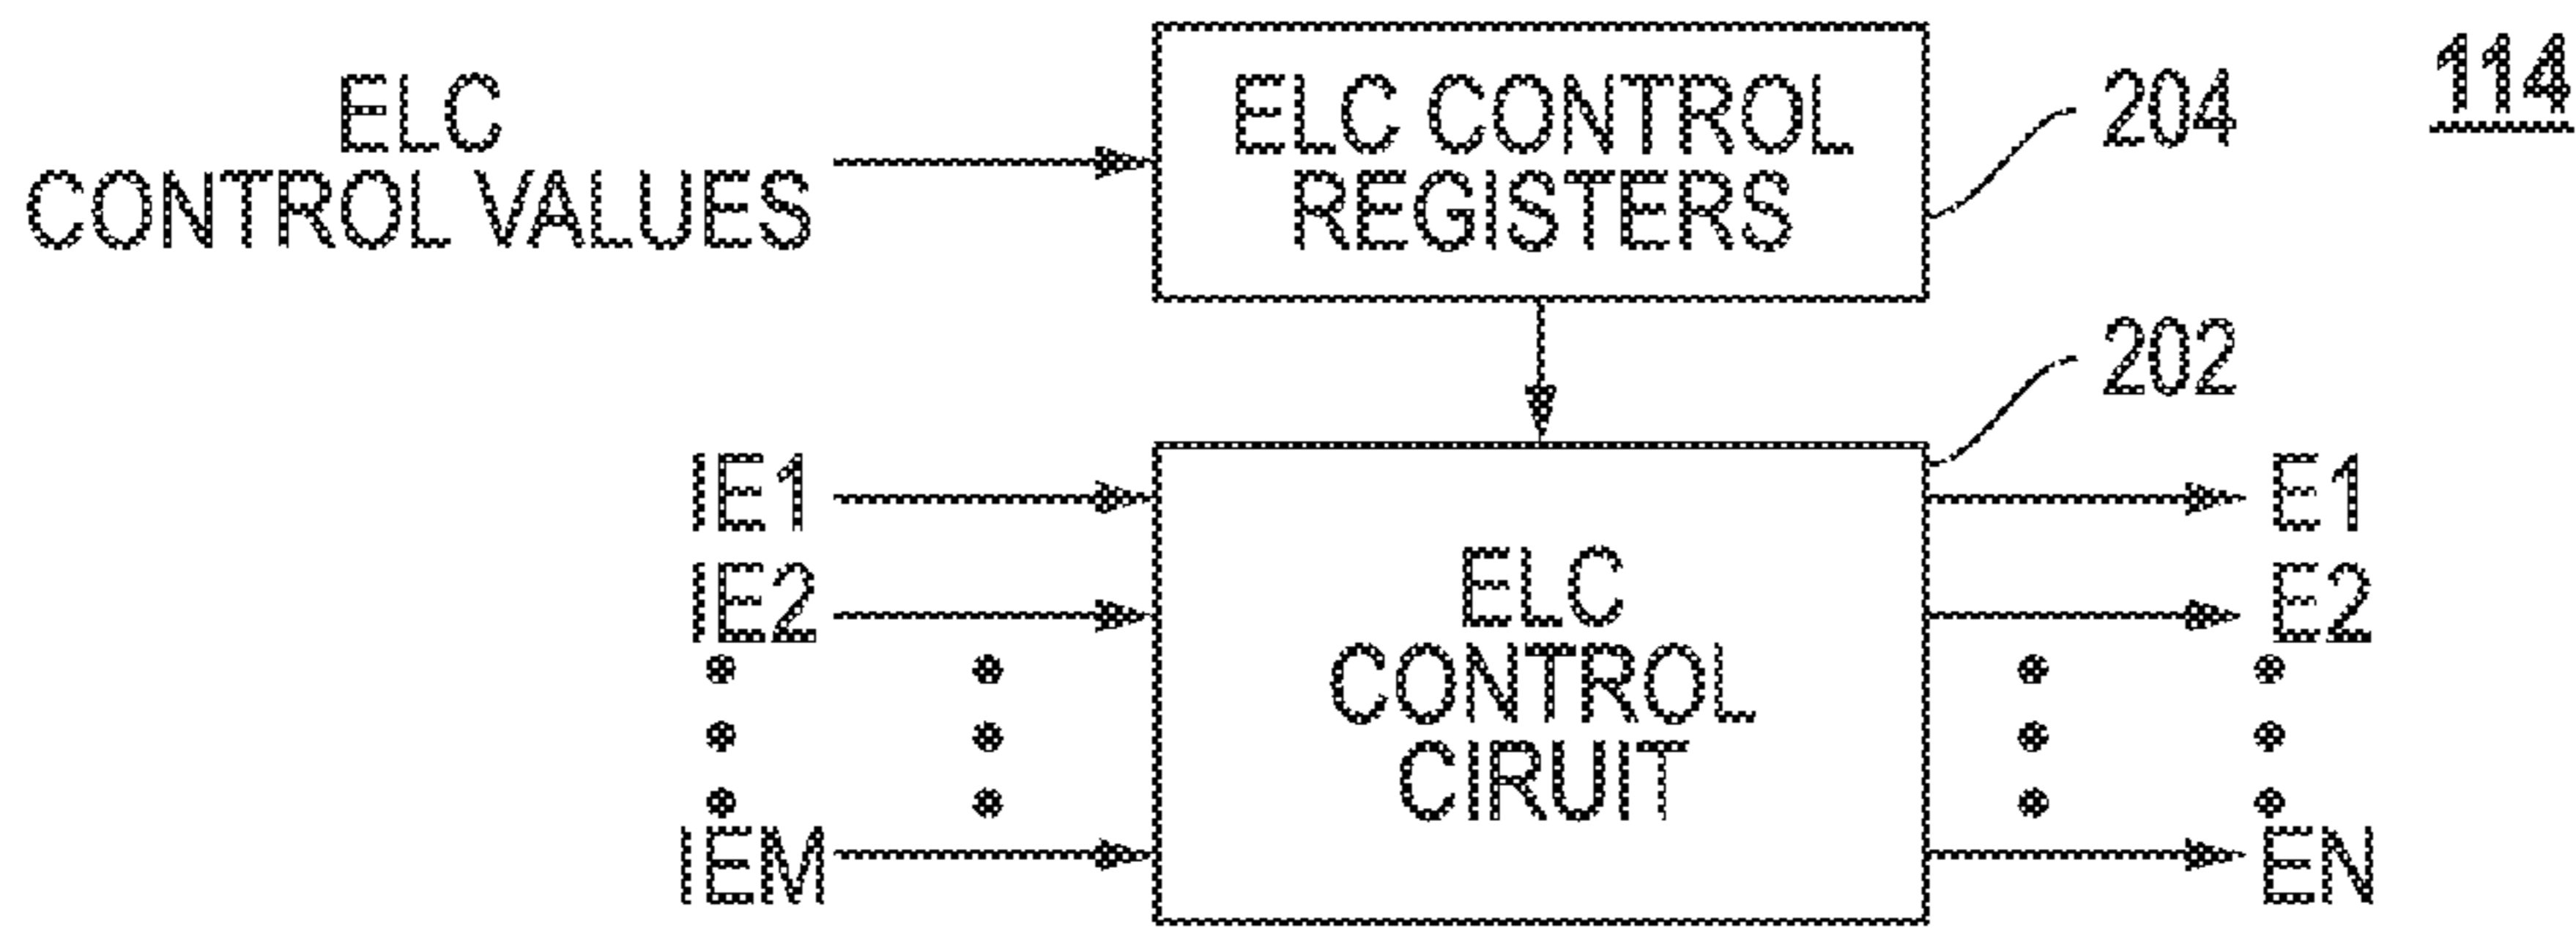 ELC
CONTROL VALUES
ELC CONTROL
REGISTERS
204
114
202
IE1
IE2
IEM
ELC
CONTROL
CIRUIT
E1
E2
EN